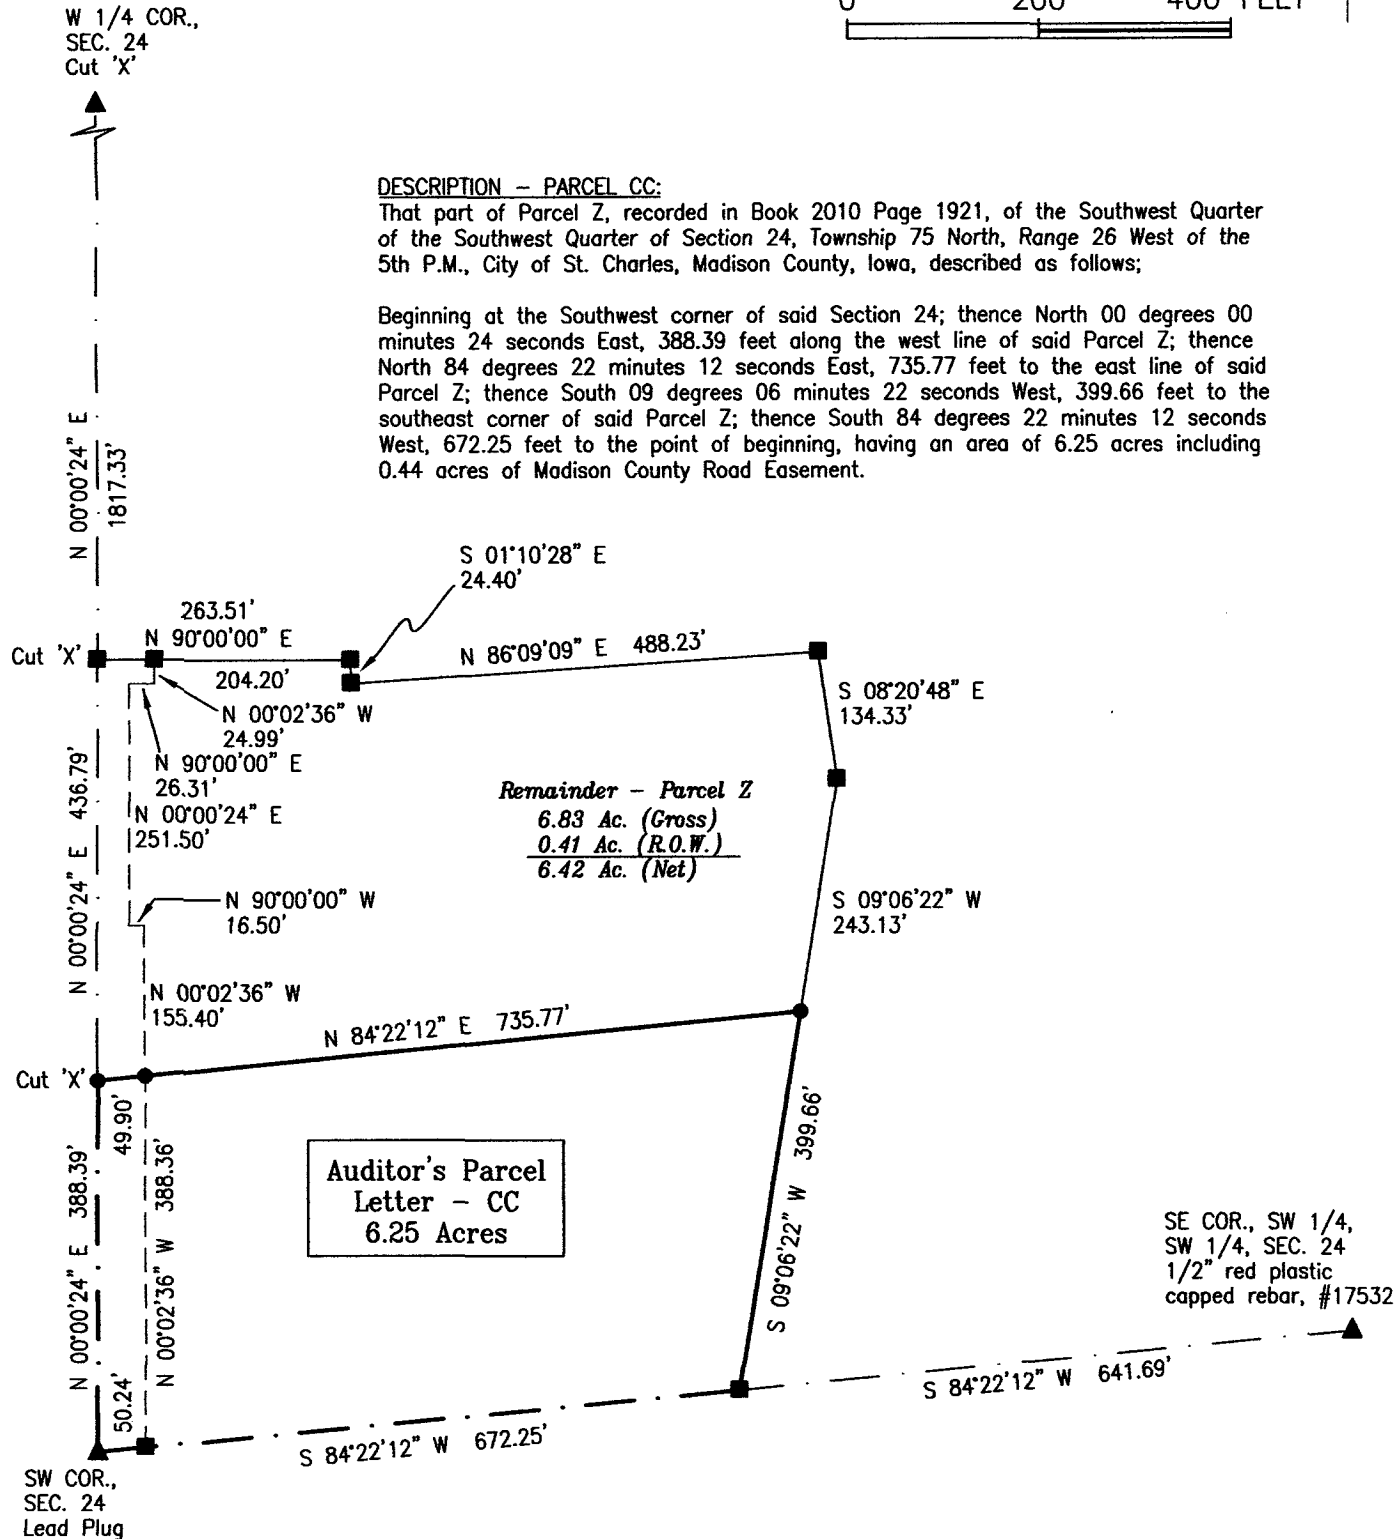 0 200 400 FEET
W 1/4 COR.,
SEC. 24
Cut 'X'
DESCRIPTION – PARCEL CC:
That part of Parcel Z, recorded in Book 2010 Page 1921, of the Southwest Quarter
of the Southwest Quarter of Section 24, Township 75 North, Range 26 West of the
5th P.M., City of St. Charles, Madison County, Iowa, described as follows;
Beginning at the Southwest corner of said Section 24; thence North 00 degrees 00
minutes 24 seconds East, 388.39 feet along the west line of said Parcel Z; thence
North 84 degrees 22 minutes 12 seconds East, 735.77 feet to the east line of said
Parcel Z; thence South 09 degrees 06 minutes 22 seconds West, 399.66 feet to the
southeast corner of said Parcel Z; thence South 84 degrees 22 minutes 12 seconds
West, 672.25 feet to the point of beginning, having an area of 6.25 acres including
0.44 acres of Madison County Road Easement.
N 00°00'24" E
1817.33'
S 01°10'28" E
24.40'
263.51'
N 90°00'00" E
Cut 'X'
204.20'
N 86°09'09" E 488.23'
N 00°02'36" W
24.99'
S 08°20'48" E
134.33'
N 90°00'00" E
26.31'
N 00°00'24" E 436.79'
N 00°00'24" E
251.50'
Remainder – Parcel Z
6.83 Ac. (Gross)
0.41 Ac. (R.O.W.)
6.42 Ac. (Net)
N 90°00'00" W
16.50'
S 09°06'22" W
243.13'
N 00°02'36" W
155.40'
N 84°22'12" E 735.77'
Cut 'X'
49.90'
N 00°00'24" E 388.39'
N 00°02'36" W 388.36'
Auditor's Parcel
Letter – CC
6.25 Acres
S 09°06'22" W 399.66'
SE COR., SW 1/4,
SW 1/4, SEC. 24
1/2" red plastic
capped rebar, #17532
50.24'
S 84°22'12" W 672.25'
S 84°22'12" W 641.69'
SW COR.,
SEC. 24
Lead Plug